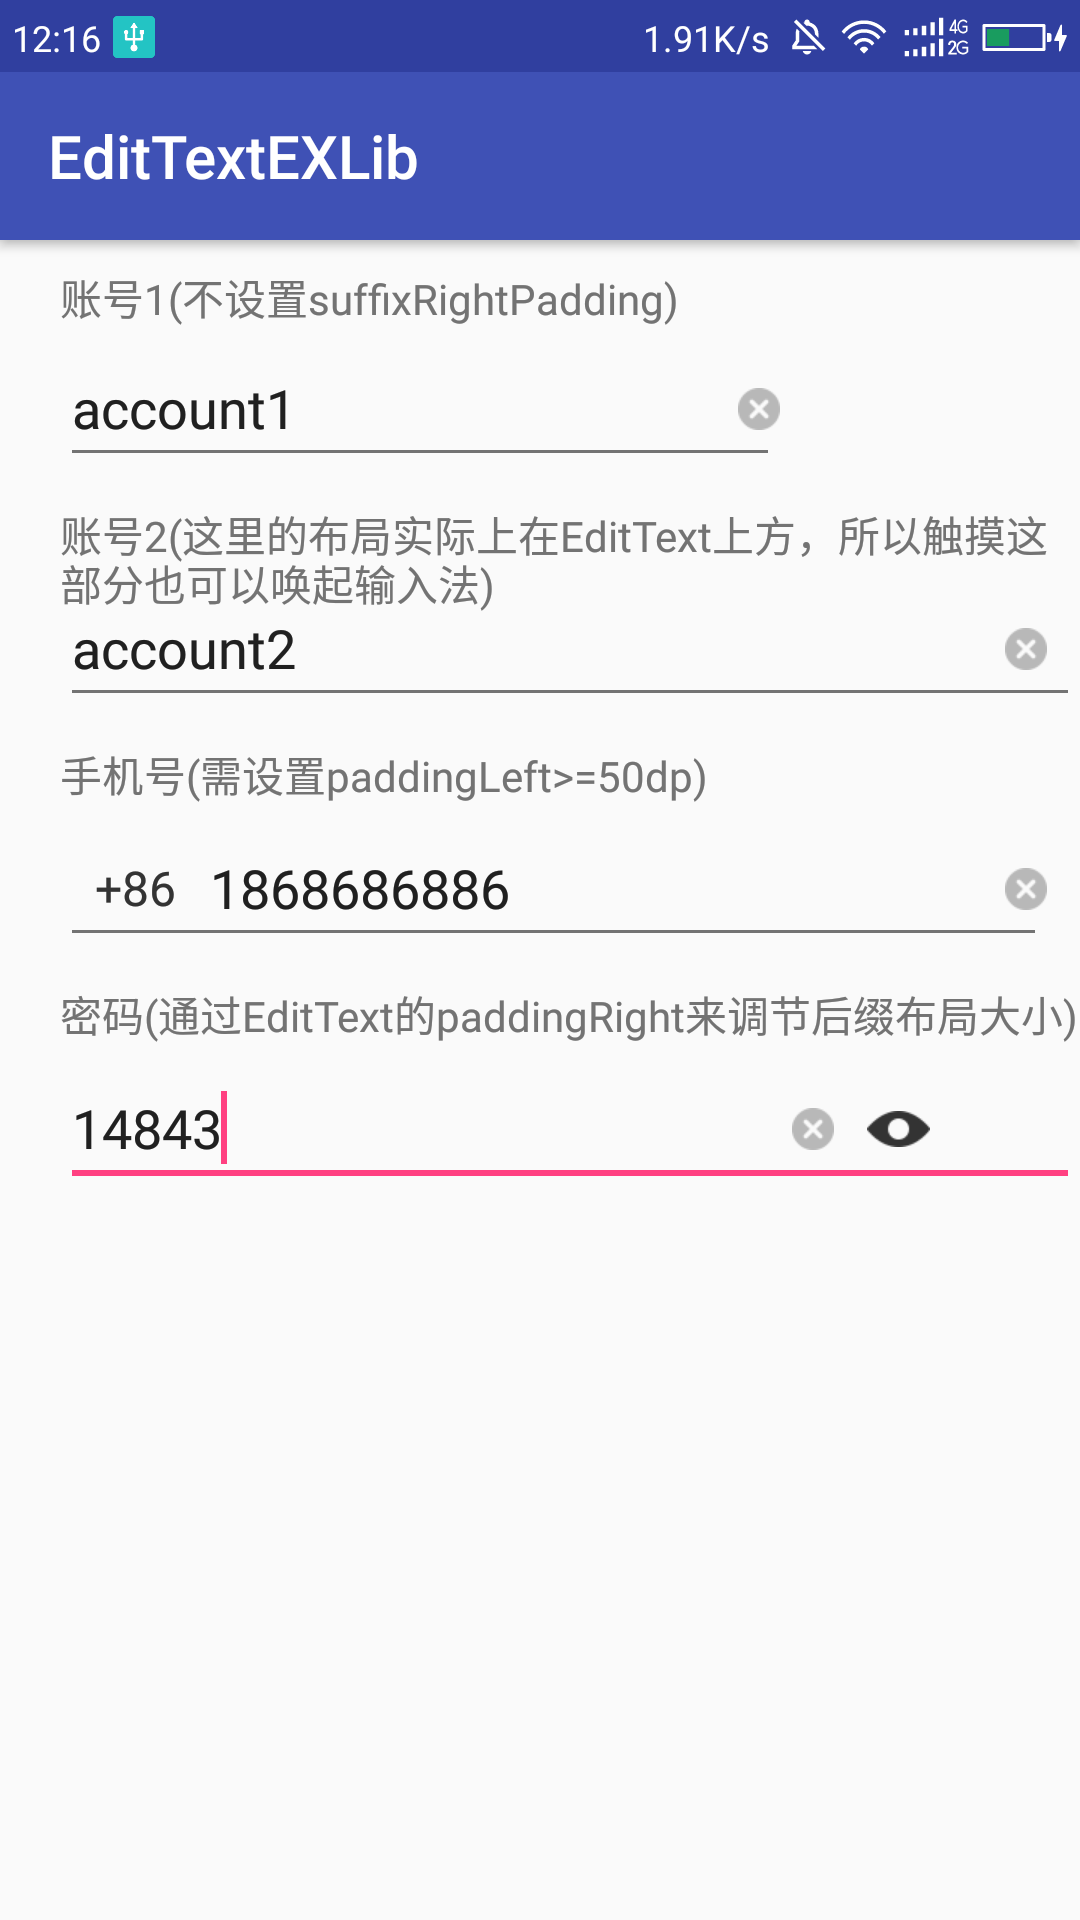 12:16 1.91K/s 4G 2G
EditTextEXLib
账号1(不设置suffixRightPadding)
account1
账号2(这里的布局实际上在EditText上方，所以触摸这
部分也可以唤起输入法)
account2
手机号(需设置paddingLeft>=50dp)
+86 1868686886
密码(通过EditText的paddingRight来调节后缀布局大小)
14843